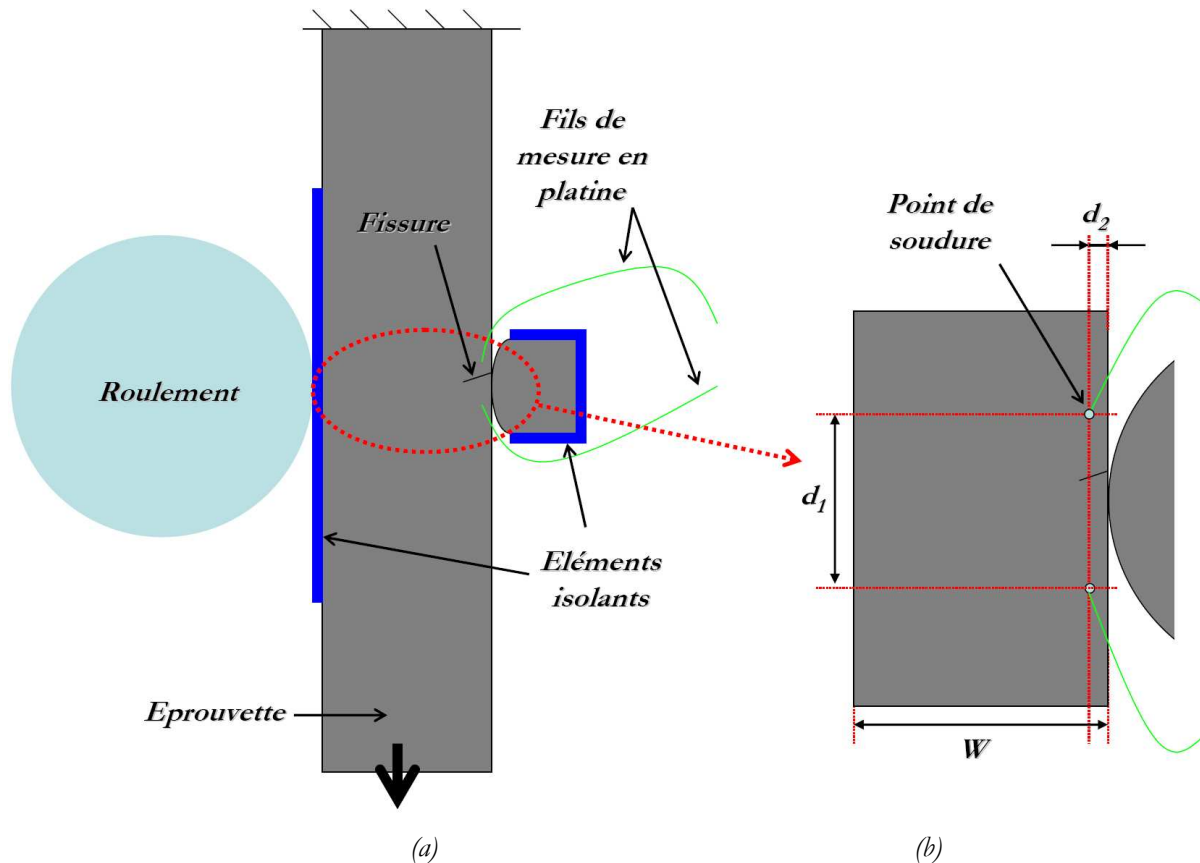 Fils de
mesure en
platine
Fissure
Roulement
Eléments
isolants
Eprouvette
(a)
Point de
soudure
d2
d1
W
(b)